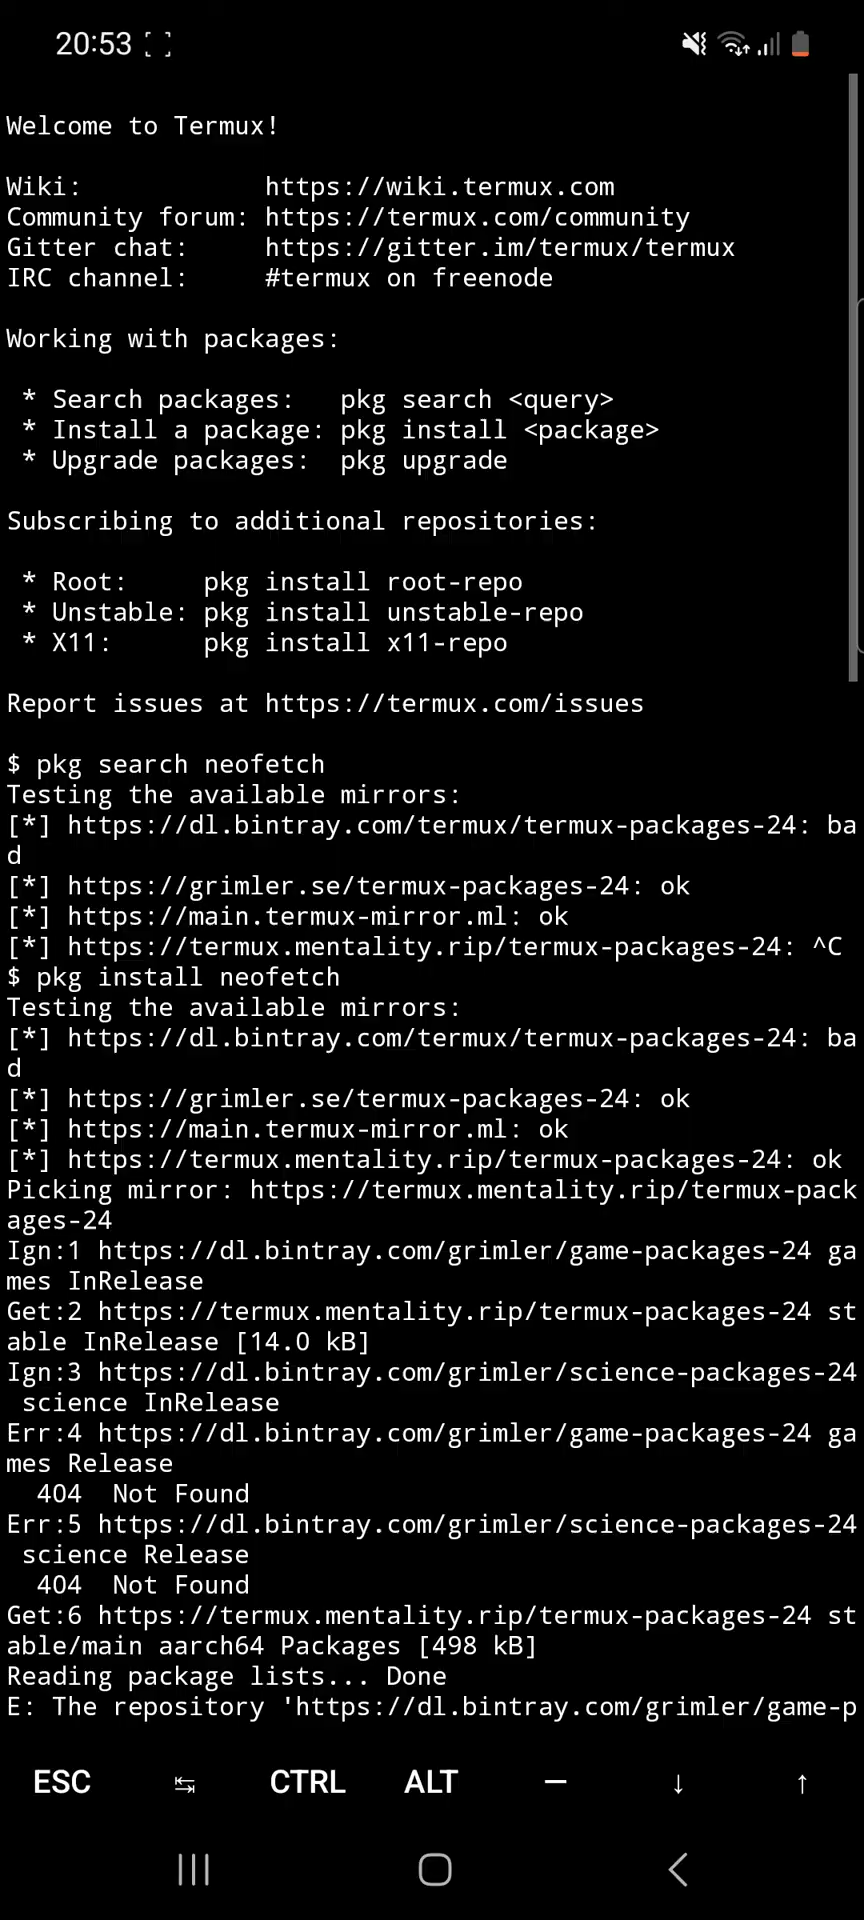 20:53
Welcome to Termux!
Wiki:            https://wiki.termux.com
Community forum: https://termux.com/community
Gitter chat:     https://gitter.im/termux/termux
IRC channel:     #termux on freenode
Working with packages:
 * Search packages:   pkg search <query>
 * Install a package: pkg install <package>
 * Upgrade packages:  pkg upgrade
Subscribing to additional repositories:
 * Root:     pkg install root-repo
 * Unstable: pkg install unstable-repo
 * X11:      pkg install x11-repo
Report issues at https://termux.com/issues
$ pkg search neofetch
Testing the available mirrors:
[*] https://dl.bintray.com/termux/termux-packages-24: ba
d
[*] https://grimler.se/termux-packages-24: ok
[*] https://main.termux-mirror.ml: ok
[*] https://termux.mentality.rip/termux-packages-24: ^C
$ pkg install neofetch
Testing the available mirrors:
[*] https://dl.bintray.com/termux/termux-packages-24: ba
d
[*] https://grimler.se/termux-packages-24: ok
[*] https://main.termux-mirror.ml: ok
[*] https://termux.mentality.rip/termux-packages-24: ok
Picking mirror: https://termux.mentality.rip/termux-pack
ages-24
Ign:1 https://dl.bintray.com/grimler/game-packages-24 ga
mes InRelease
Get:2 https://termux.mentality.rip/termux-packages-24 st
able InRelease [14.0 kB]
Ign:3 https://dl.bintray.com/grimler/science-packages-24
 science InRelease
Err:4 https://dl.bintray.com/grimler/game-packages-24 ga
mes Release
  404  Not Found
Err:5 https://dl.bintray.com/grimler/science-packages-24
 science Release
  404  Not Found
Get:6 https://termux.mentality.rip/termux-packages-24 st
able/main aarch64 Packages [498 kB]
Reading package lists... Done
E: The repository 'https://dl.bintray.com/grimler/game-p
ESC ↹ CTRL ALT — ↓ ↑